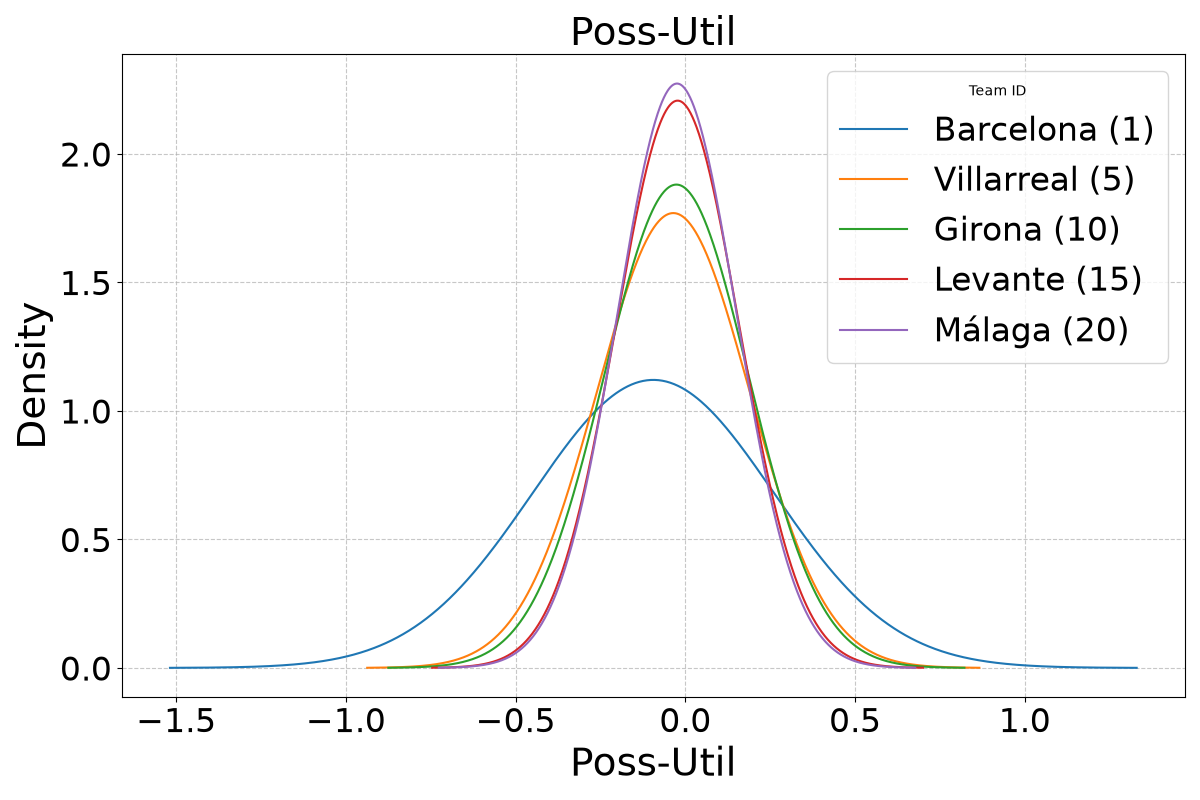 Poss-Util
Team ID
Barcelona (1)
Villarreal (5)
Girona (10)
Levante (15)
Málaga (20)
Density
2.0
1.5
1.0
0.5
0.0
−1.5 −1.0 −0.5 0.0 0.5 1.0
Poss-Util